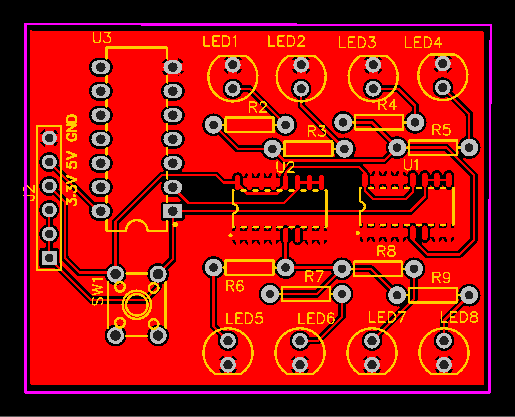 U3 LED1 LED2 LED3 LED4
R2 R4
R3 R5
3.3V 5V GND
J2 U2 U1
R8
R6 R7 R9
SW1
LED5 LED6 LED7 LED8